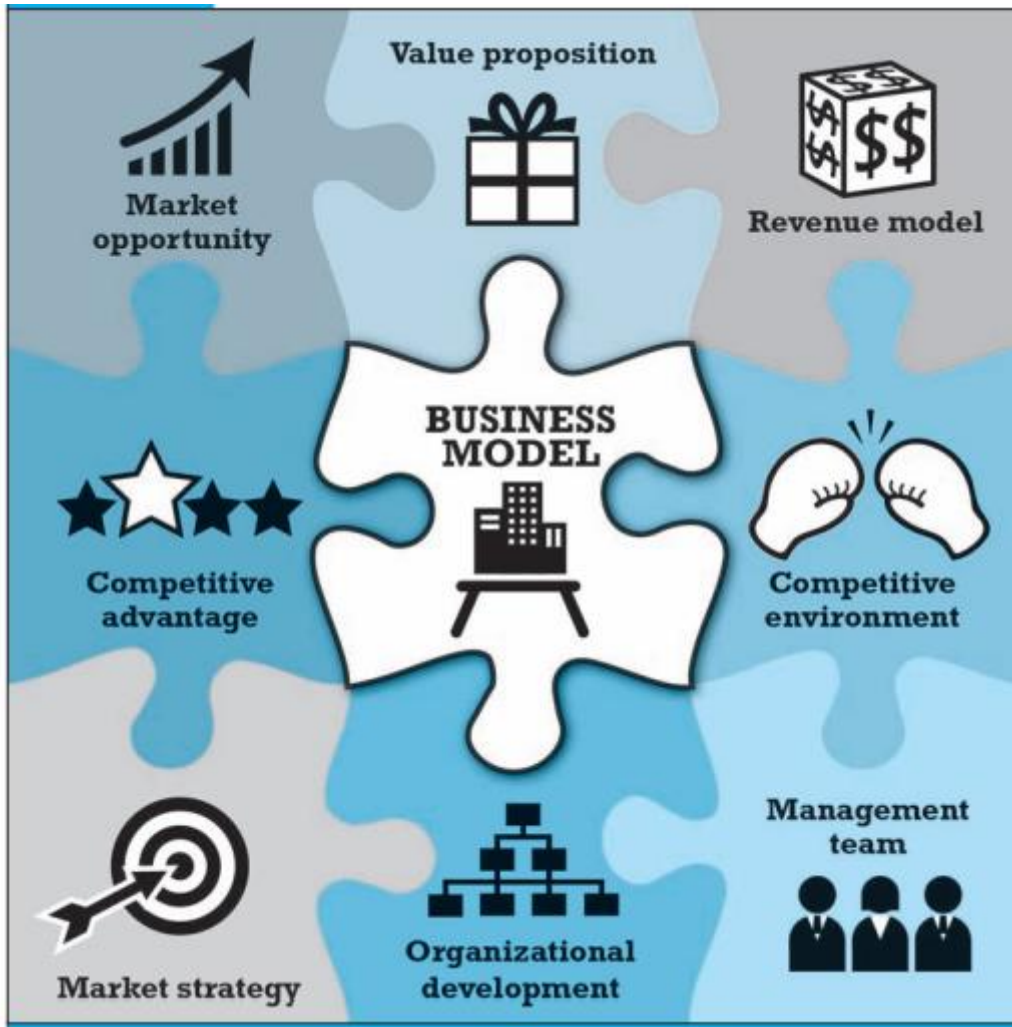 Value proposition
Market
opportunity
$$
$$
$$
$$
Revenue model
BUSINESS
MODEL
Competitive
advantage
Competitive
environment
Market strategy
Organizational
development
Management
team